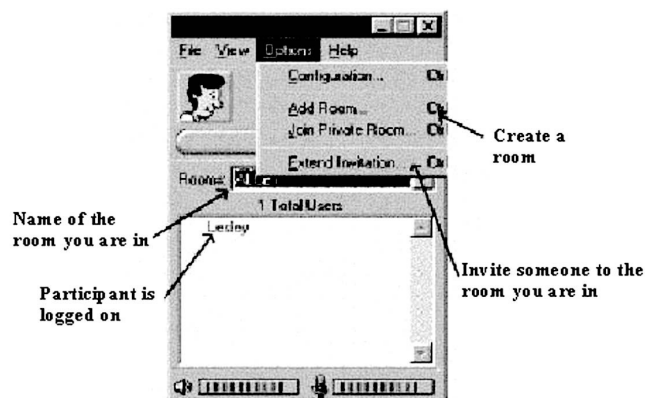 File View Options Help
Configuration...
Add Room...
Join Private Room...
Create a
room
Extend Invitation...
Rooms:
1 Total Users
Name of the
room you are in
Lesley
Invite someone to the
room you are in
Participant is
logged on